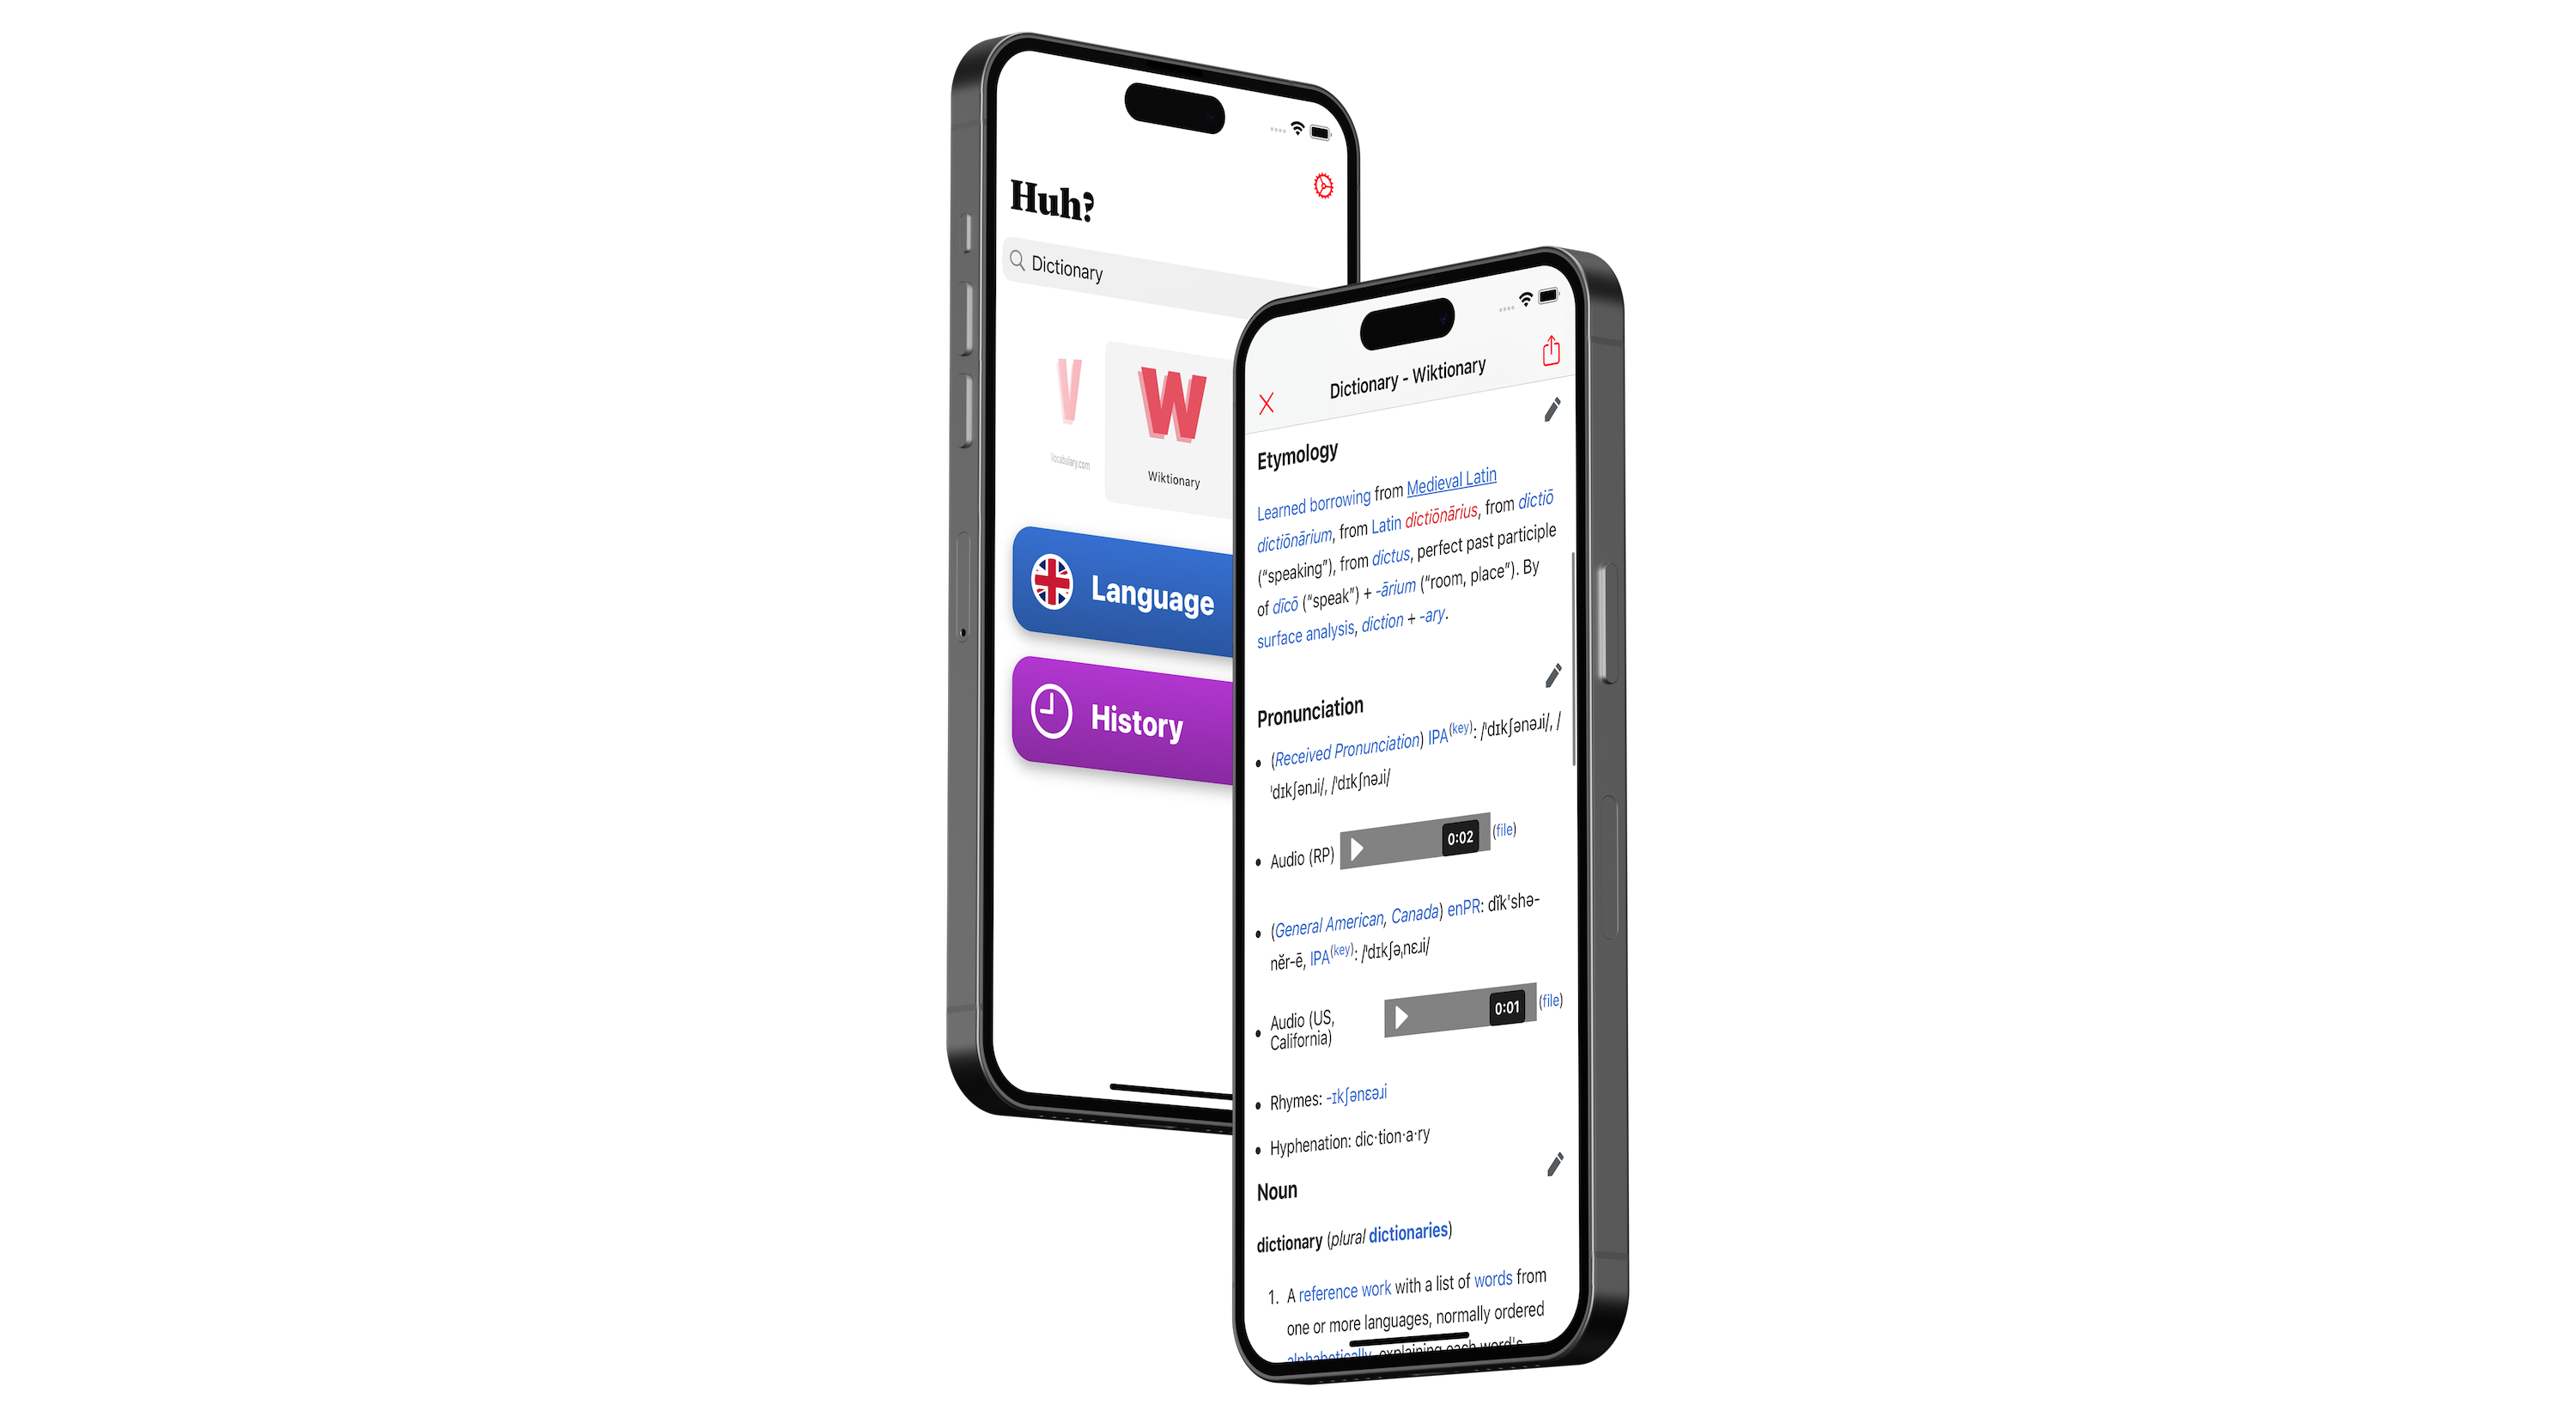 Huh?
Dictionary
V
W
Vocabulary.com
Wiktionary
Language
History
Dictionary - Wiktionary
Etymology
Learned borrowing from Medieval Latin
dictiōnārium, from Latin dictiōnārius, from dictiō
(“speaking”), from dictus, perfect past participle
of dīcō (“speak”) + -ārium (“room, place”). By
surface analysis, diction + -ary.
Pronunciation
• (Received Pronunciation) IPA(key): /ˈdɪkʃənəɹi/, /
ˈdɪkʃənɹi/, /ˈdɪkʃnəɹi/
• Audio (RP) 0:02 (file)
• (General American, Canada) enPR: dĭk'shə-
nĕr-ē, IPA(key): /ˈdɪkʃəˌnɛɹi/
• Audio (US, 0:01 (file)
California)
• Rhymes: -ɪkʃənɛəɹi
• Hyphenation: dic‧tion‧a‧ry
Noun
dictionary (plural dictionaries)
1. A reference work with a list of words from
one or more languages, normally ordered
alphabetically, explaining each word's